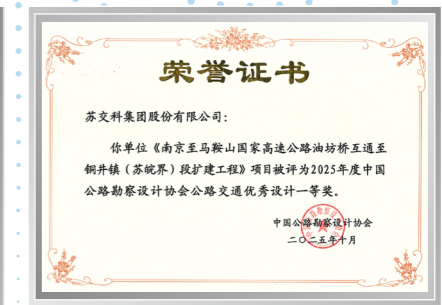 荣誉证书
苏交科集团股份有限公司：
你单位《南京至马鞍山国家高速公路油坊桥互通至
铜井镇（苏皖界）段扩建工程》项目被评为2025年度中国
公路勘察设计协会公路交通优秀设计一等奖。
中国公路勘察设计协会
二〇二五年十月